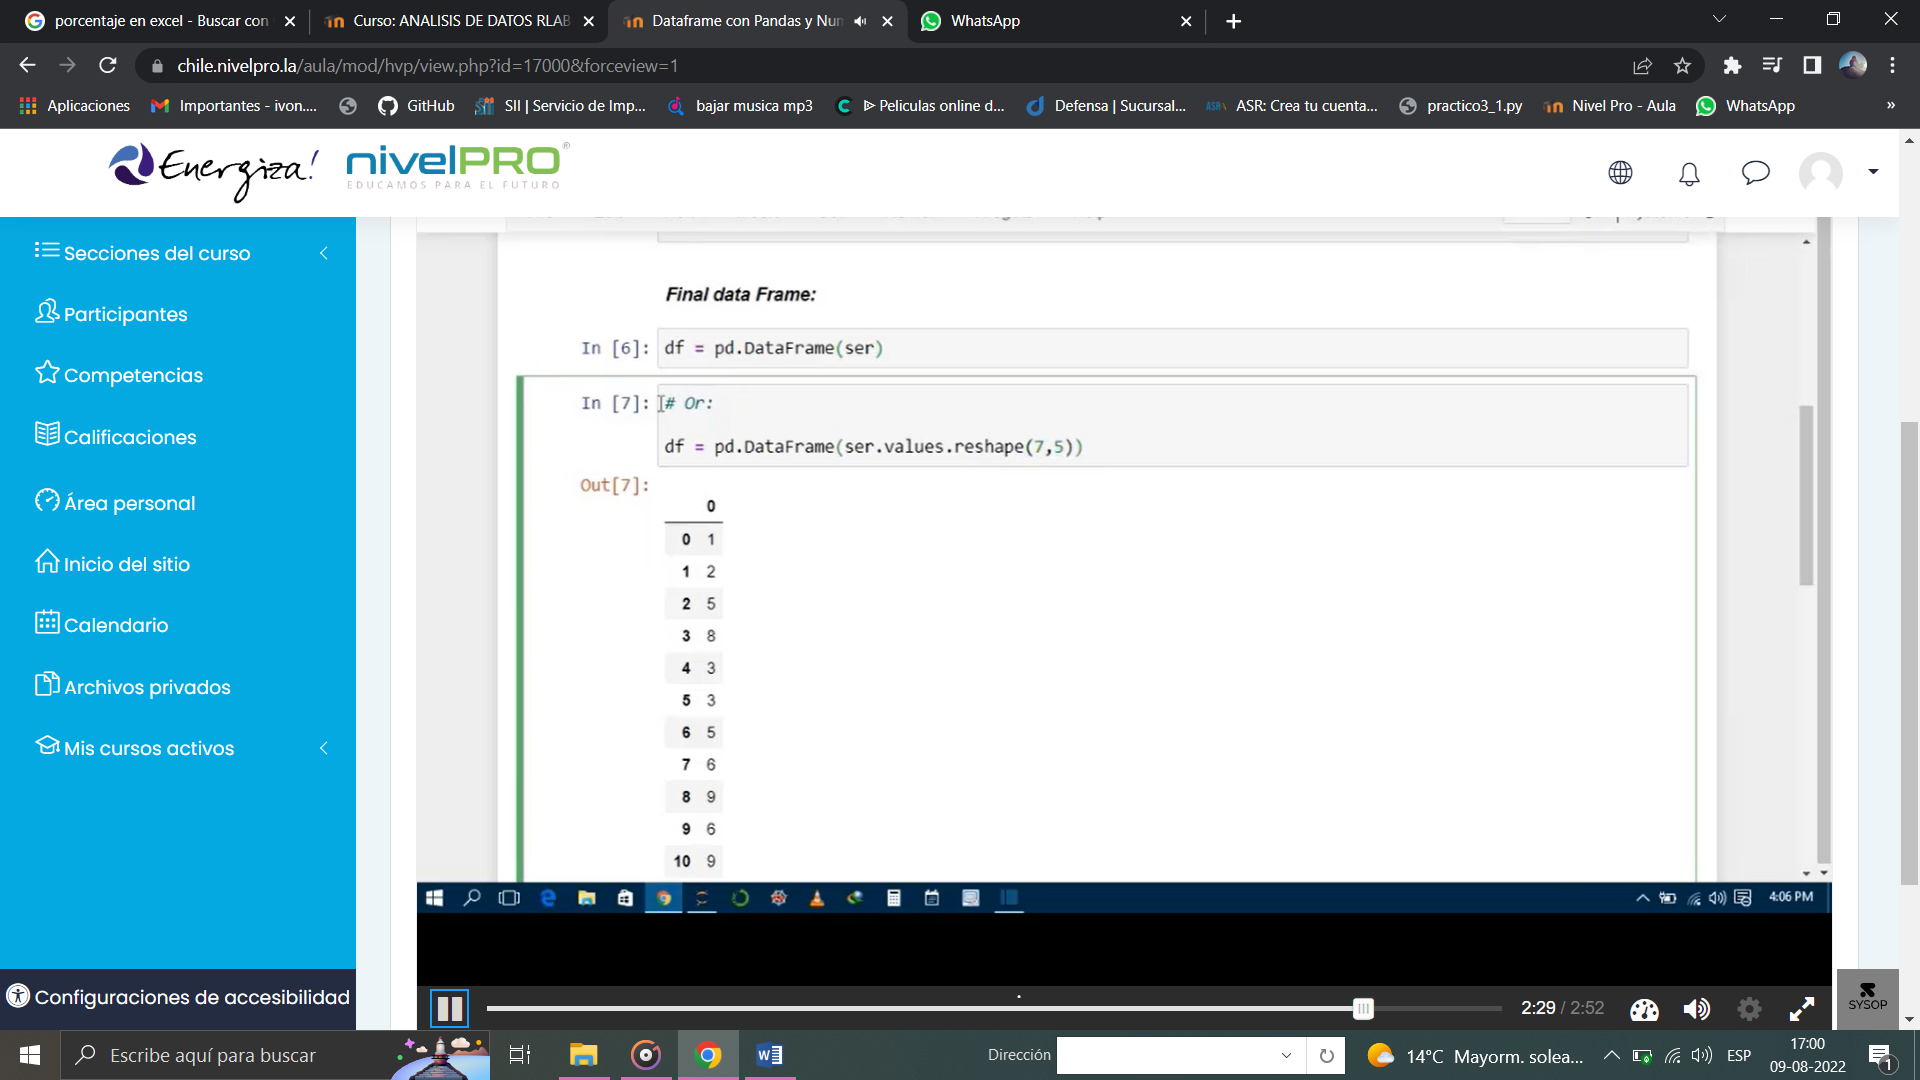 porcentaje en excel - Buscar con
Curso: ANALISIS DE DATOS RLAB
Dataframe con Pandas y Num
WhatsApp
chile.nivelpro.la/aula/mod/hvp/view.php?id=17000&forceview=1
Aplicaciones
Importantes - ivon....
GitHub
SII | Servicio de Imp...
bajar musica mp3
Peliculas online d...
Defensa | Sucursal...
ASR: Crea tu cuenta...
practico3_1.py
Nivel Pro - Aula
WhatsApp
»
Energiza!
nivelPRO®
EDUCAMOS PARA EL FUTURO
Secciones del curso
Participantes
Competencias
Calificaciones
Área personal
Inicio del sitio
Calendario
Archivos privados
Mis cursos activos
Configuraciones de accesibilidad
Final data Frame:
In [6]: df = pd.DataFrame(ser)
In [7]: # Or:
df = pd.DataFrame(ser.values.reshape(7,5))
Out[7]:
0
0 1
1 2
2 5
3 8
4 3
5 3
6 5
7 6
8 9
9 6
10 9
4:06 PM
2:29 / 2:52
SYSOP
Escribe aquí para buscar
Dirección
14°C Mayorm. solea...
ESP
17:00
09-08-2022
1